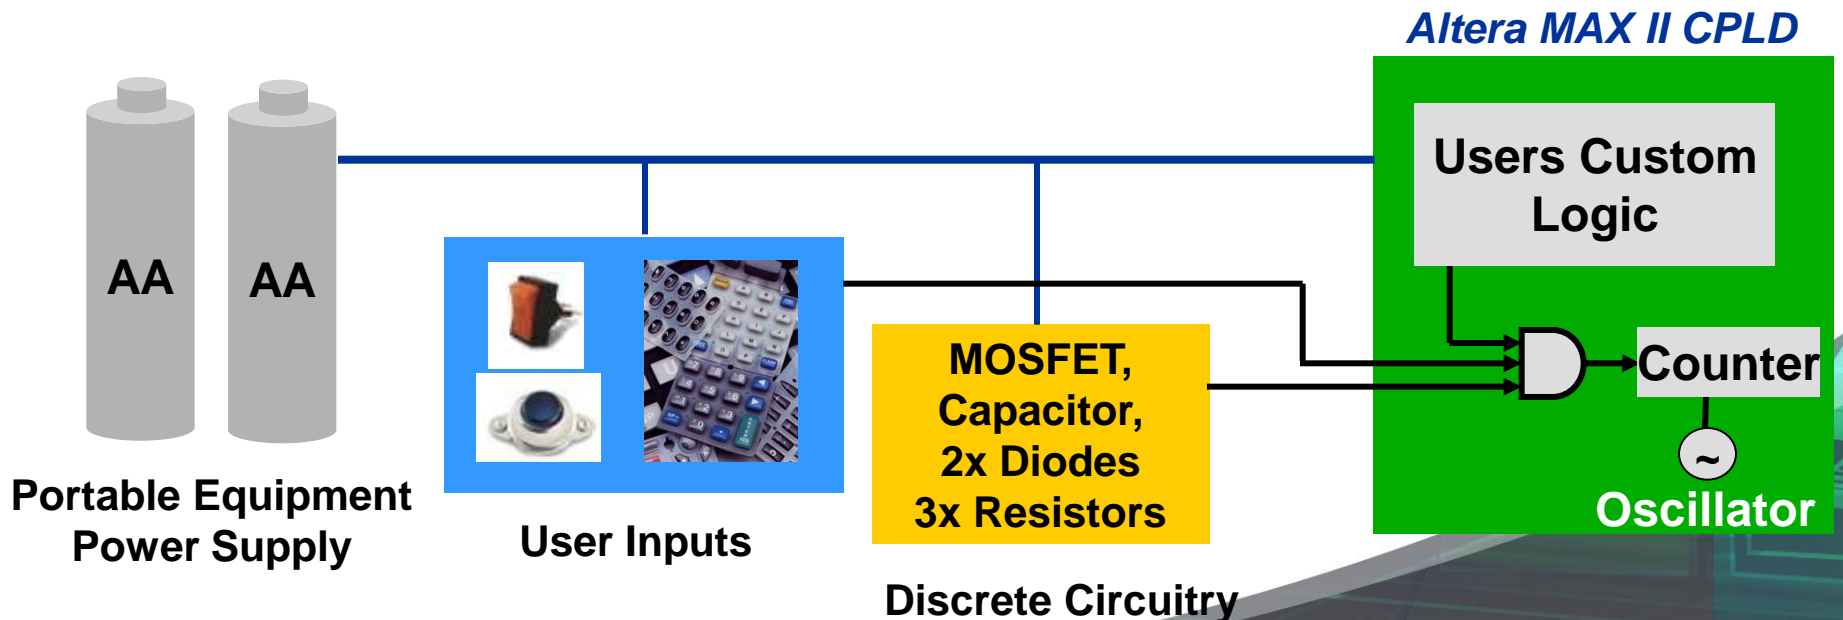 Altera MAX II CPLD
AA
AA
Users Custom
Logic
MOSFET,
Capacitor,
2x Diodes
3x Resistors
Counter
~
Oscillator
Portable Equipment
Power Supply
User Inputs
Discrete Circuitry